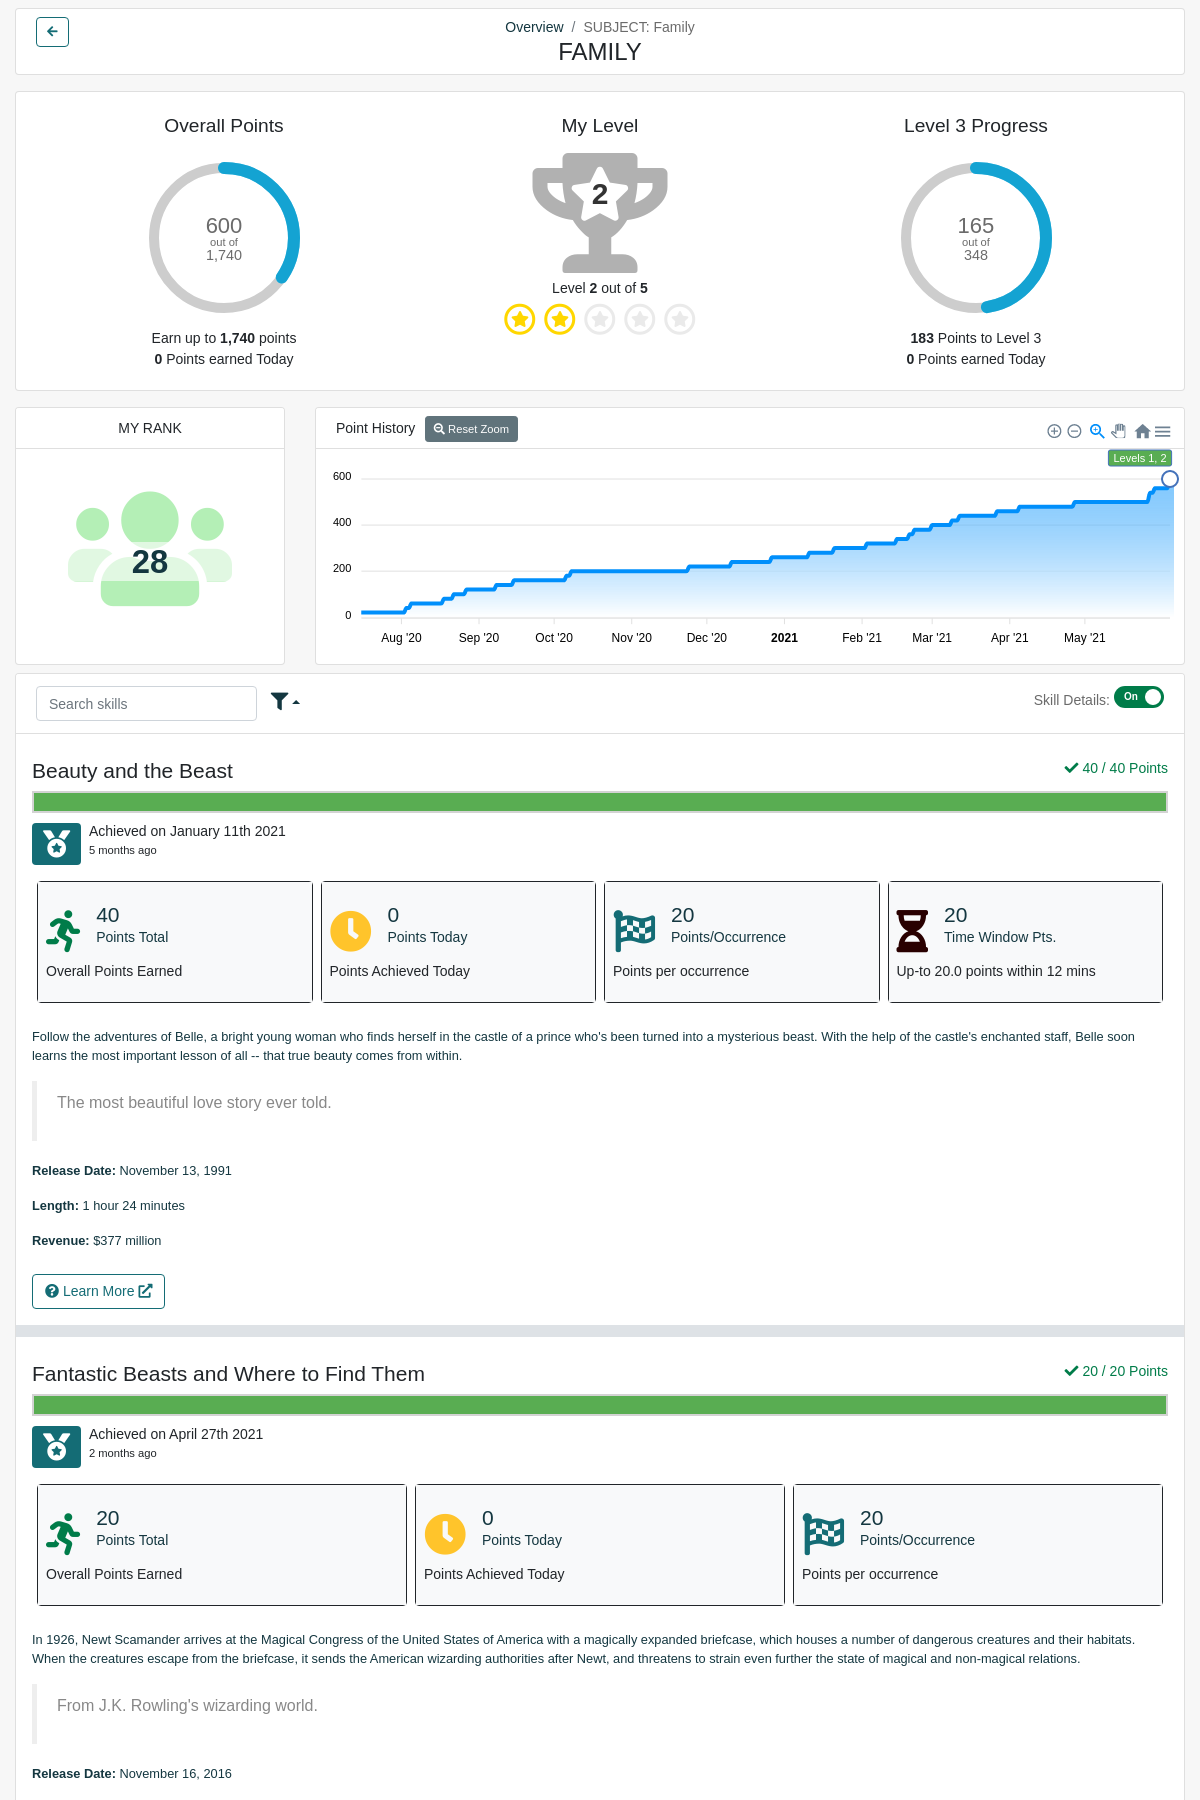 Overview / SUBJECT: Family
FAMILY
Overall Points
600
out of
1,740
Earn up to 1,740 points
0 Points earned Today
My Level
2
Level 2 out of 5
Level 3 Progress
165
out of
348
183 Points to Level 3
0 Points earned Today
MY RANK
28
Point History
Reset Zoom
Levels 1, 2
600
400
200
0
Aug '20 Sep '20 Oct '20 Nov '20 Dec '20 2021 Feb '21 Mar '21 Apr '21 May '21
Search skills
Skill Details: On
Beauty and the Beast
40 / 40 Points
Achieved on January 11th 2021
5 months ago
40
Points Total
Overall Points Earned
0
Points Today
Points Achieved Today
20
Points/Occurrence
Points per occurrence
20
Time Window Pts.
Up-to 20.0 points within 12 mins
Follow the adventures of Belle, a bright young woman who finds herself in the castle of a prince who's been turned into a mysterious beast. With the help of the castle's enchanted staff, Belle soon
learns the most important lesson of all -- that true beauty comes from within.
The most beautiful love story ever told.
Release Date: November 13, 1991
Length: 1 hour 24 minutes
Revenue: $377 million
Learn More
Fantastic Beasts and Where to Find Them
20 / 20 Points
Achieved on April 27th 2021
2 months ago
20
Points Total
Overall Points Earned
0
Points Today
Points Achieved Today
20
Points/Occurrence
Points per occurrence
In 1926, Newt Scamander arrives at the Magical Congress of the United States of America with a magically expanded briefcase, which houses a number of dangerous creatures and their habitats.
When the creatures escape from the briefcase, it sends the American wizarding authorities after Newt, and threatens to strain even further the state of magical and non-magical relations.
From J.K. Rowling's wizarding world.
Release Date: November 16, 2016